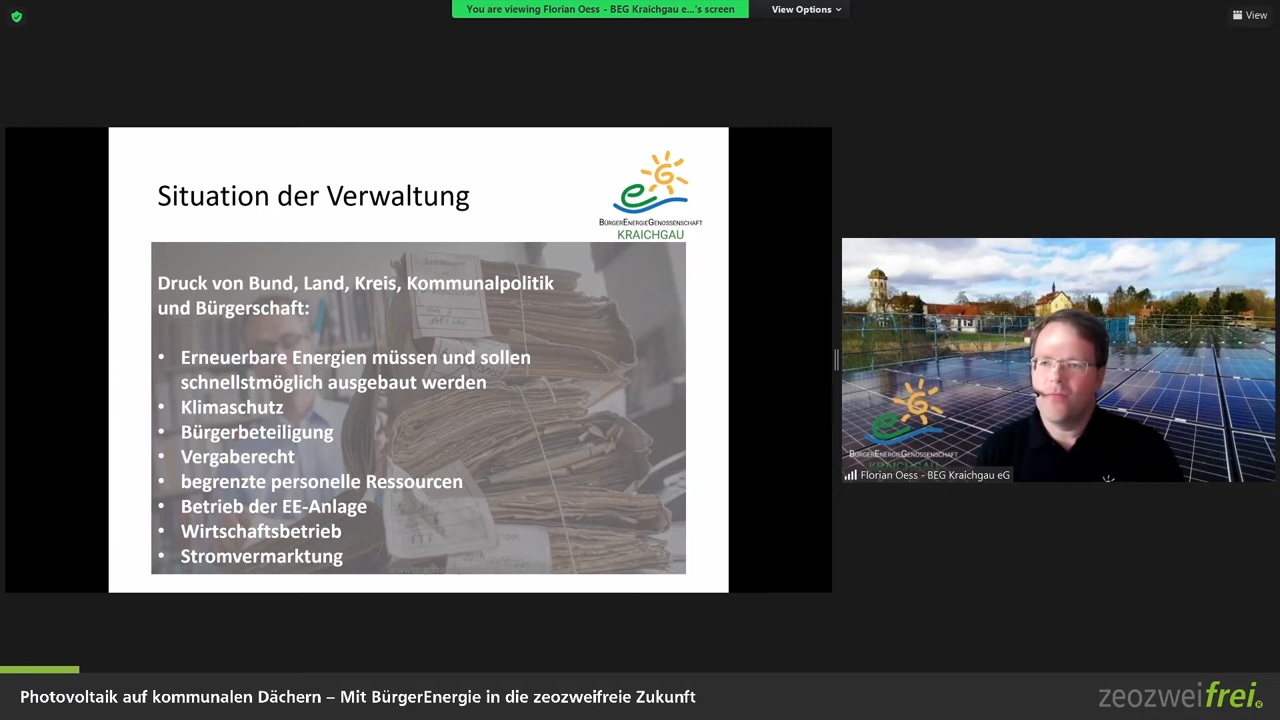 You are viewing Florian Oess - BEG Kraichgau e...'s screen
View Options
View
Situation der Verwaltung
BÜRGERENERGIEGENOSSENSCHAFT
KRAICHGAU
Druck von Bund, Land, Kreis, Kommunalpolitik
und Bürgerschaft:
• Erneuerbare Energien müssen und sollen
schnellstmöglich ausgebaut werden
• Klimaschutz
• Bürgerbeteiligung
• Vergaberecht
• begrenzte personelle Ressourcen
• Betrieb der EE-Anlage
• Wirtschaftsbetrieb
• Stromvermarktung
BÜRGERENERGIEGENOSSENSCHAFT
KRAICHGAU
Florian Oess - BEG Kraichgau eG
Photovoltaik auf kommunalen Dächern – Mit BürgerEnergie in die zeozweifreie Zukunft
zeozweifrei.